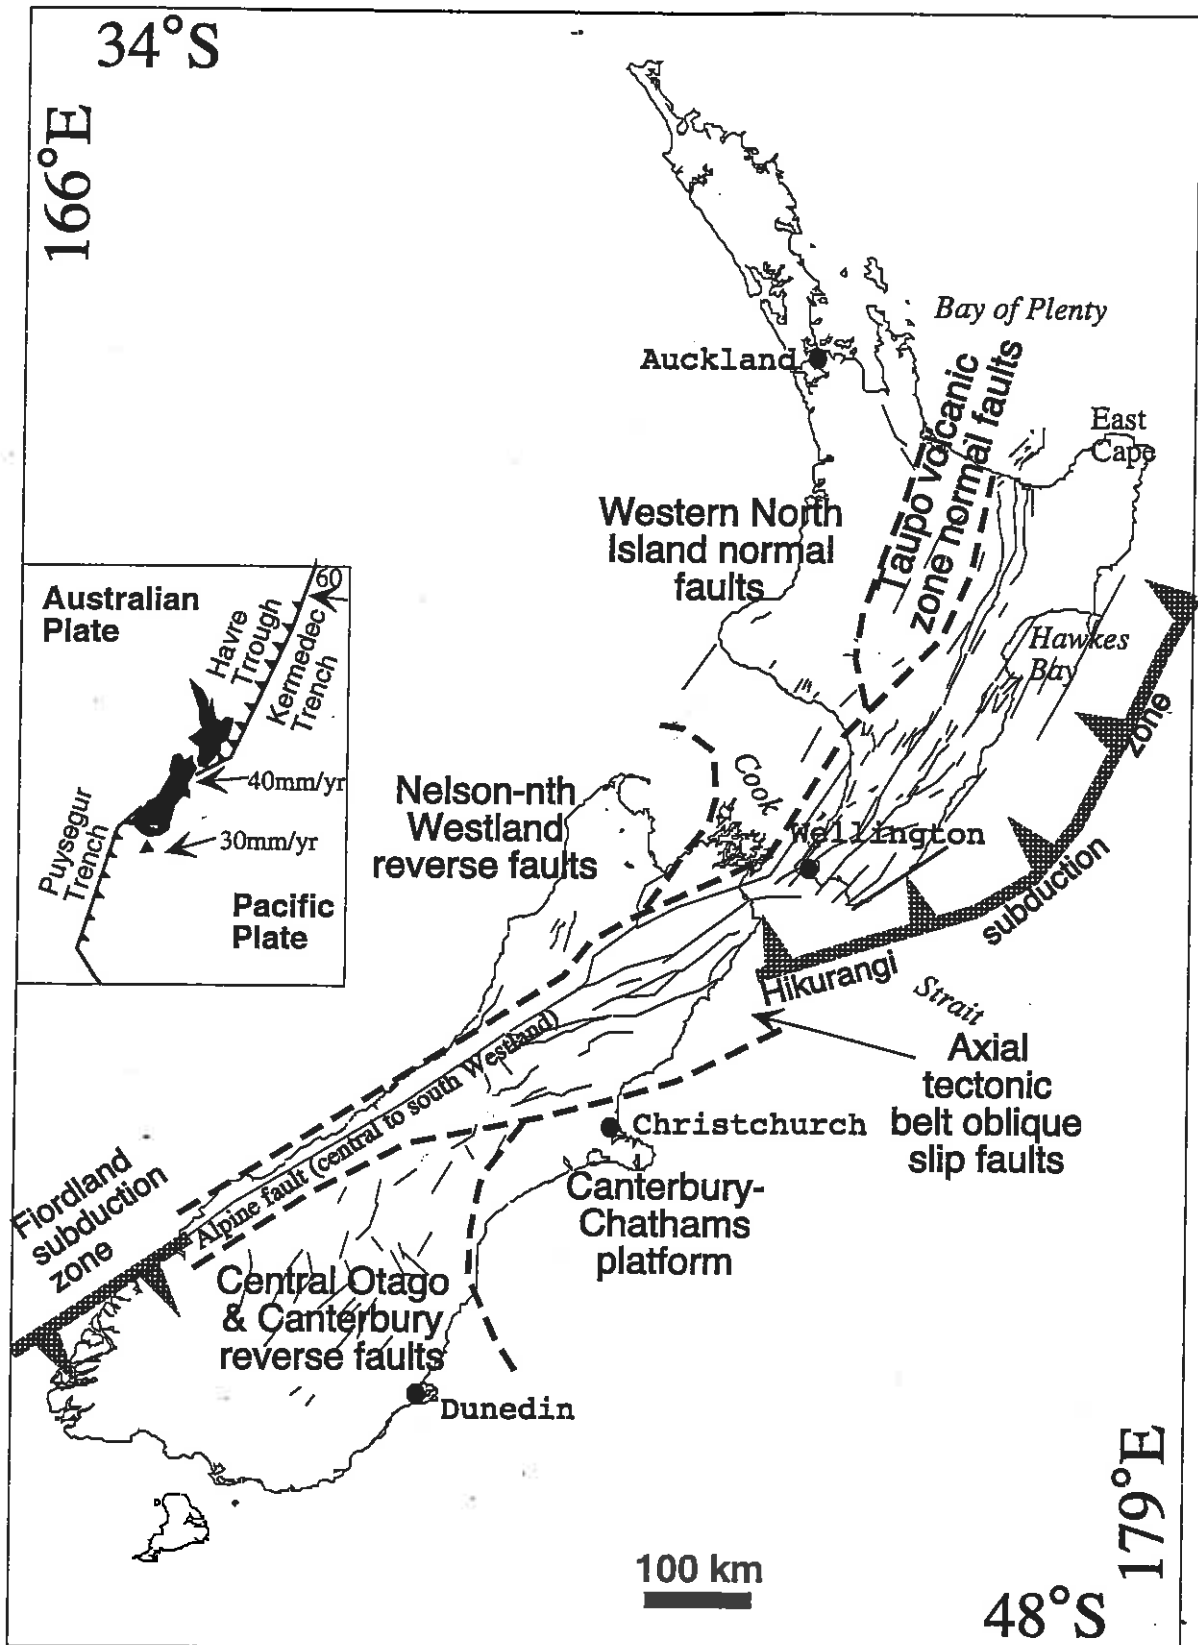 34°S
166°E
Bay of Plenty
Auckland
Taupo volcanic
zone normal faults
East
Cape
Western North
Island normal
faults
Hawkes
Bay
Australian
Plate
60
Havre
Trrough
Kermedec
Trench
40mm/yr
30mm/yr
Puysegur
Trench
Pacific
Plate
Nelson-nth
Westland
reverse faults
Cook
Wellington
Hikurangi
subduction
zone
Strait
Axial
tectonic
belt oblique
slip faults
Alpine fault (central to south Westland)
Christchurch
Canterbury-
Chathams
platform
Fiordland
subduction
zone
Central Otago
& Canterbury
reverse faults
Dunedin
100 km
179°E
48°S